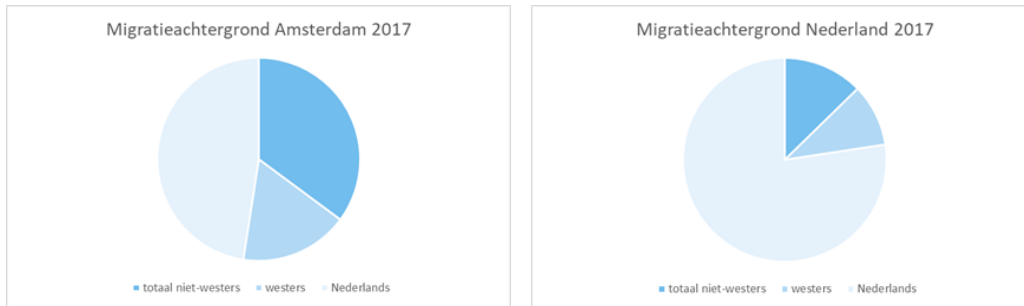 Migratieachtergrond Amsterdam 2017
totaal niet-westers westers Nederlands
Migratieachtergrond Nederland 2017
totaal niet-westers westers Nederlands